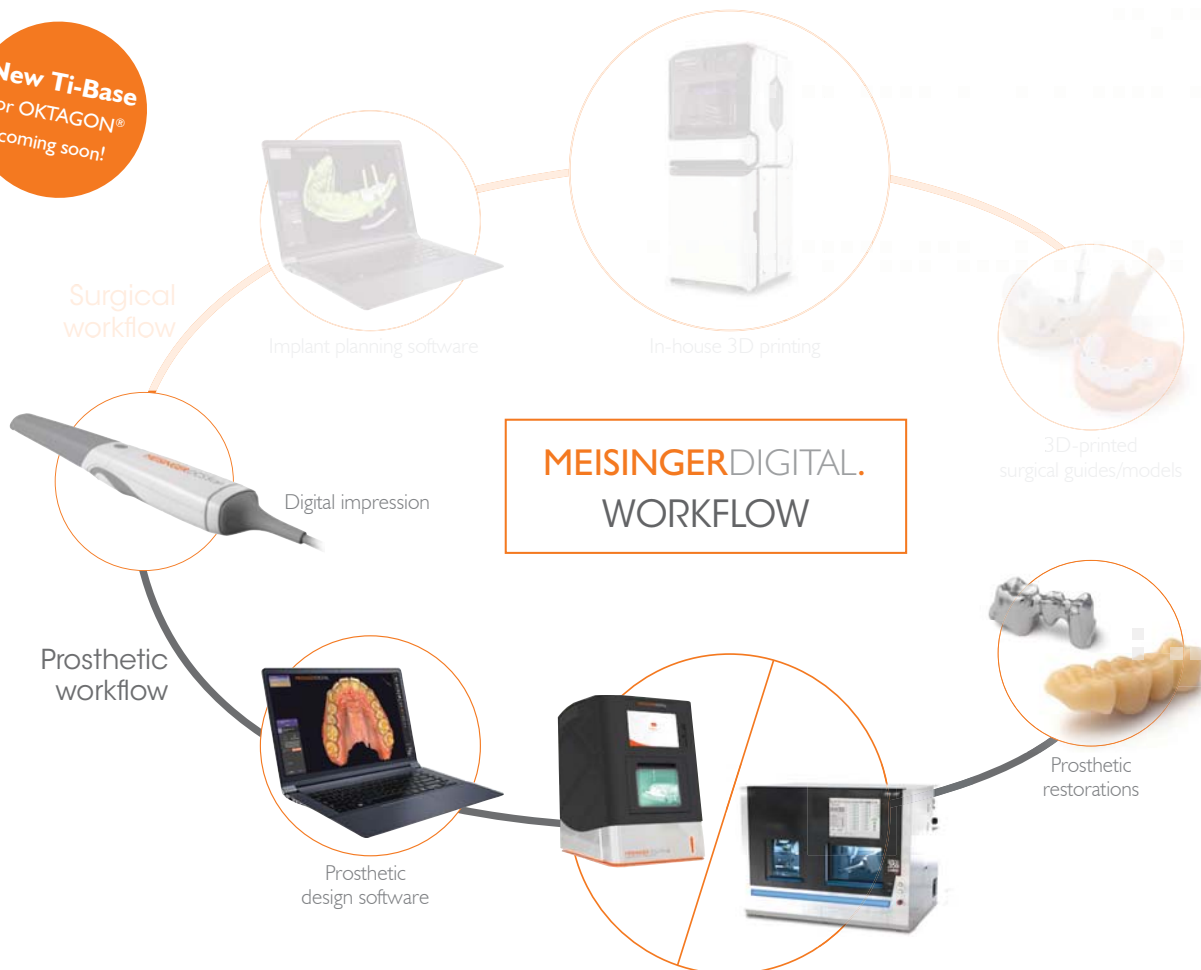 New Ti-Base
for OKTAGON®
coming soon!
Surgical
workflow
Implant planning software
In-house 3D printing
3D-printed
surgical guides/models
MEISINGERDIGITAL.
WORKFLOW
Digital impression
Prosthetic
workflow
Prosthetic
design software
Prosthetic
restorations